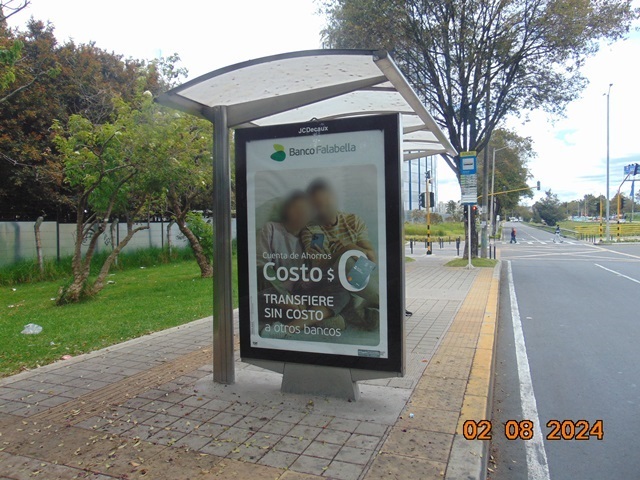 JCDecaux
Banco Falabella
Cuenta de Ahorros
Costo $0
TRANSFIERE
SIN COSTO
a otros bancos
02 08 2024